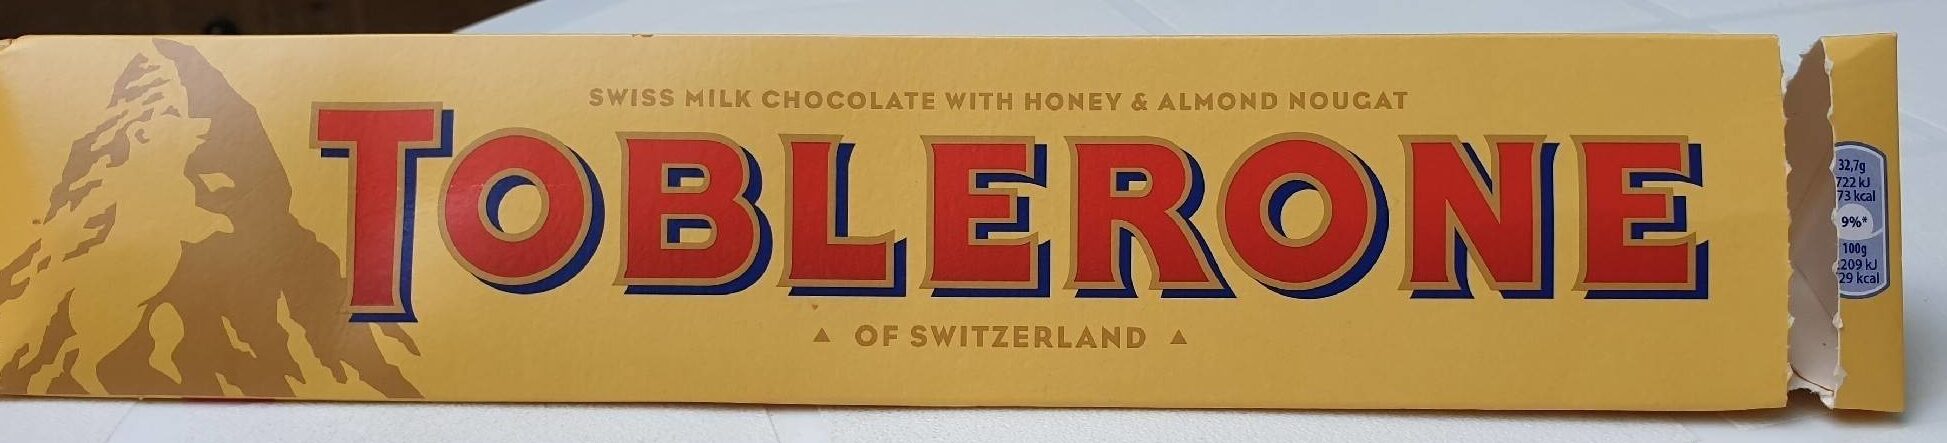 SWISS MILK CHOCOLATE WITH HONEY & ALMOND NOUGAT
TOBLERONE
OF SWITZERLAND
32,7g
722 kJ
73 kcal
9%*
100g
209 kJ
29 kcal